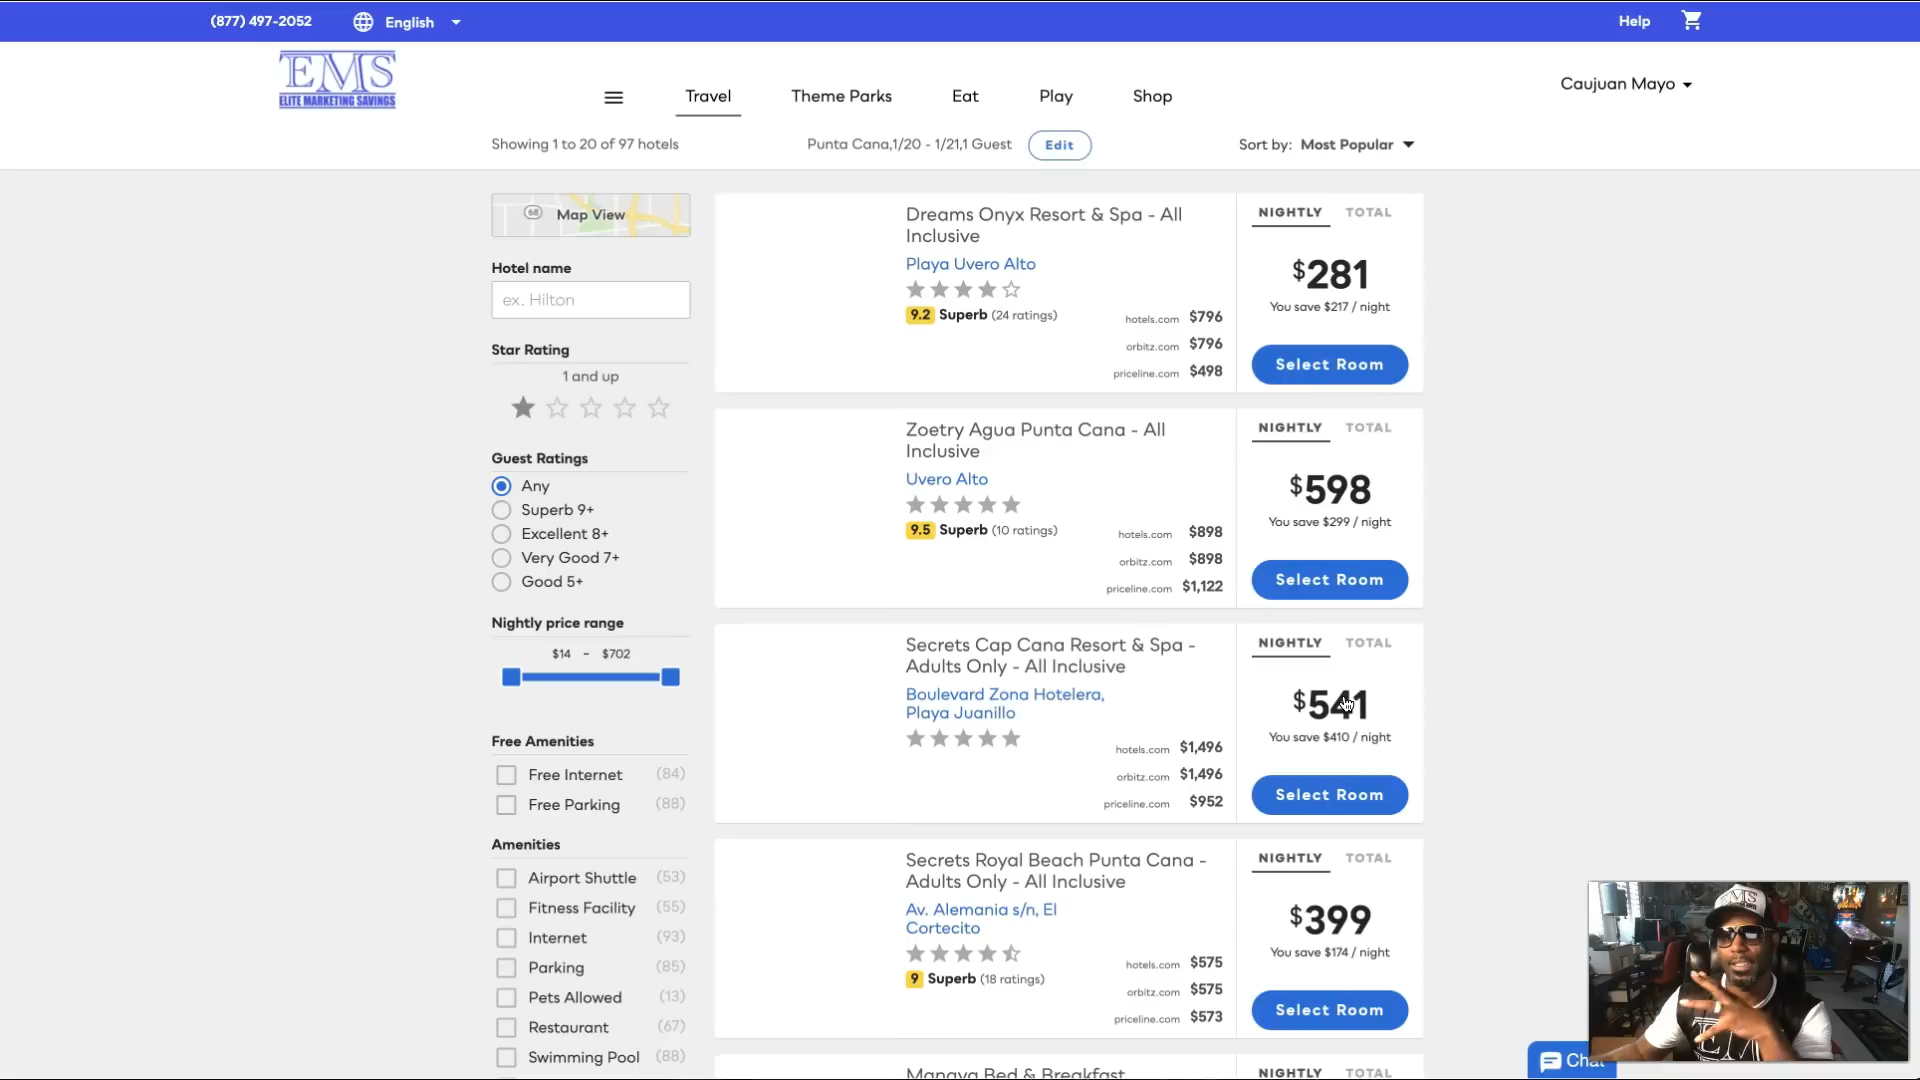 (877) 497-2052
English
Help
EMS
ELITE MARKETING SAVINGS
Travel
Theme Parks
Eat
Play
Shop
Caujuan Mayo
Showing 1 to 20 of 97 hotels
Punta Cana,1/20 - 1/21,1 Guest
Edit
Sort by: Most Popular
68
Map View
Hotel name
ex. Hilton
Star Rating
1 and up
Guest Ratings
Any
Superb 9+
Excellent 8+
Very Good 7+
Good 5+
Nightly price range
$14 - $702
Free Amenities
Free Internet (84)
Free Parking (88)
Amenities
Airport Shuttle (53)
Fitness Facility (55)
Internet (93)
Parking (85)
Pets Allowed (13)
Restaurant (67)
Swimming Pool (88)
Dreams Onyx Resort & Spa - All
Inclusive
Playa Uvero Alto
9.2 Superb (24 ratings)
hotels.com $796
orbitz.com $796
priceline.com $498
NIGHTLY TOTAL
$281
You save $217 / night
Select Room
Zoetry Agua Punta Cana - All
Inclusive
Uvero Alto
9.5 Superb (10 ratings)
hotels.com $898
orbitz.com $898
priceline.com $1,122
NIGHTLY TOTAL
$598
You save $299 / night
Select Room
Secrets Cap Cana Resort & Spa -
Adults Only - All Inclusive
Boulevard Zona Hotelera,
Playa Juanillo
hotels.com $1,496
orbitz.com $1,496
priceline.com $952
NIGHTLY TOTAL
$541
You save $410 / night
Select Room
Secrets Royal Beach Punta Cana -
Adults Only - All Inclusive
Av. Alemania s/n, El
Cortecito
9 Superb (18 ratings)
hotels.com $575
orbitz.com $575
priceline.com $573
NIGHTLY TOTAL
$399
You save $174 / night
Select Room
Manaya Bed & Breakfast
NIGHTLY TOTAL
Chat
EMS
EM